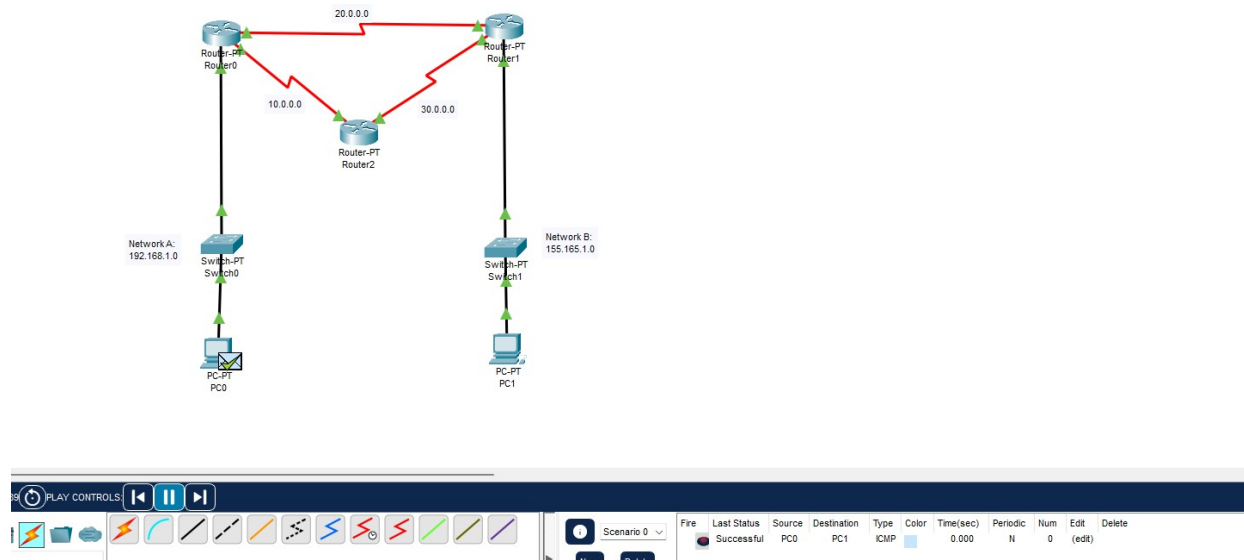 20.0.0.0
Router-PT
Router0
Router-PT
Router1
10.0.0.0
30.0.0.0
Router-PT
Router2
Network A:
192.168.1.0
Switch-PT
Switch0
Network B:
155.165.1.0
Switch-PT
Switch1
PC-PT
PC0
PC-PT
PC1
PLAY CONTROLS:
Scenario 0
Fire Last Status Source Destination Type Color Time(sec) Periodic Num Edit Delete
Successful PC0 PC1 ICMP 0.000 N 0 (edit)